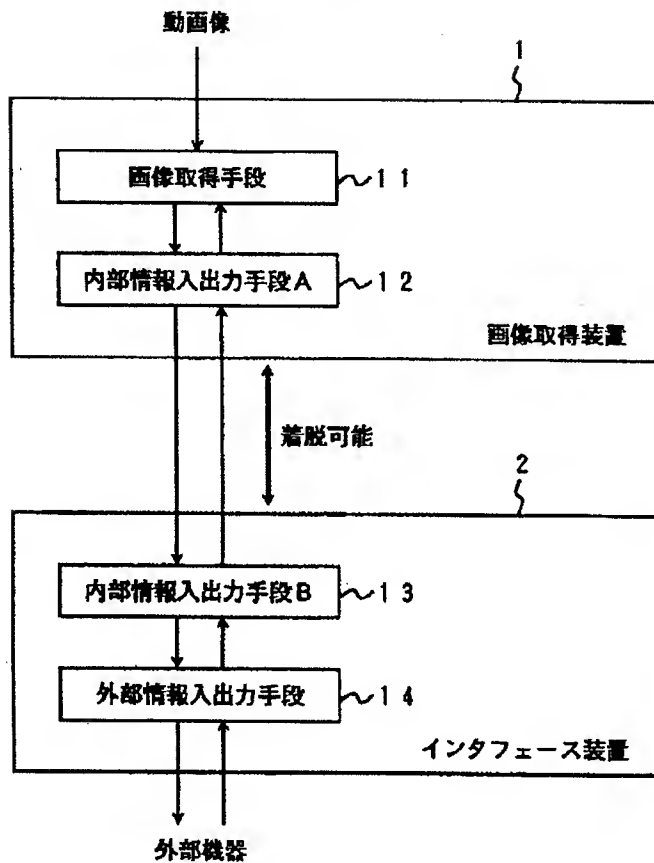 動画像
1
画像取得手段
11
内部情報入出力手段A
12
画像取得装置
着脱可能
2
内部情報入出力手段B
13
外部情報入出力手段
14
インタフェース装置
外部機器